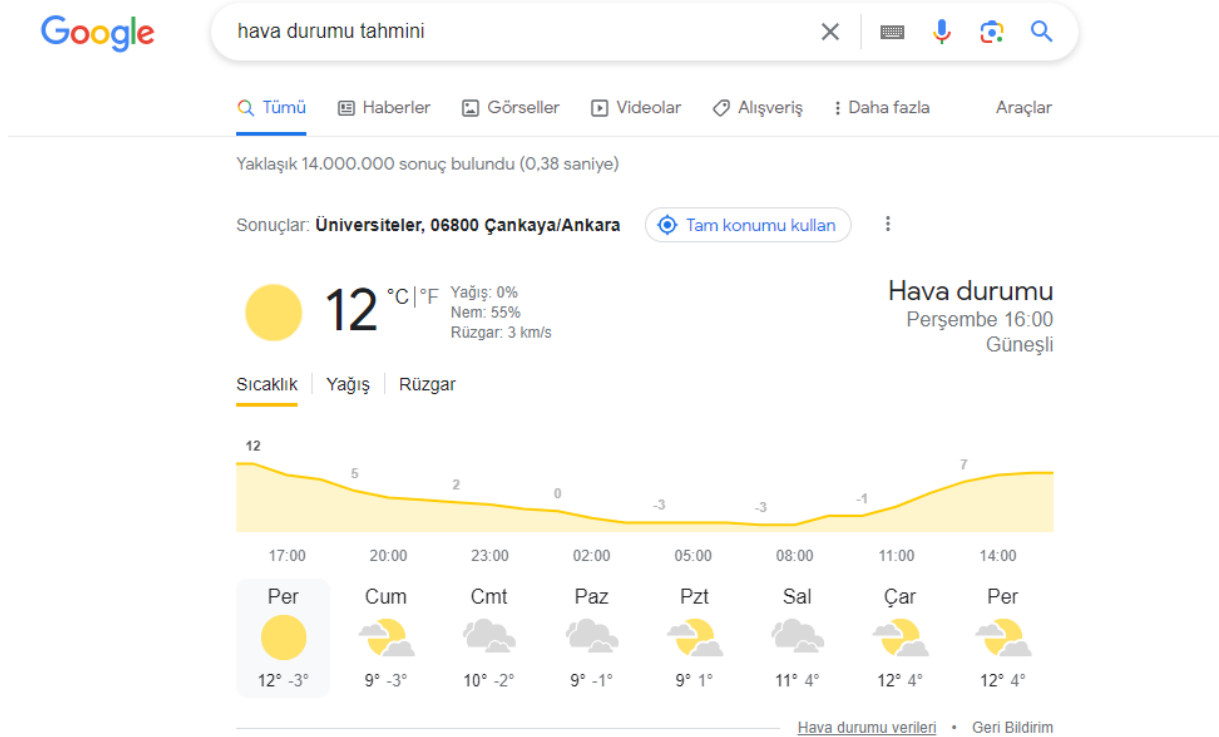 Google
hava durumu tahmini
Tümü Haberler Görseller Videolar Alışveriş Daha fazla Araçlar
Yaklaşık 14.000.000 sonuç bulundu (0,38 saniye)
Sonuçlar: Üniversiteler, 06800 Çankaya/Ankara Tam konumu kullan
12 °C|°F
Yağış: 0%
Nem: 55%
Rüzgar: 3 km/s
Hava durumu
Perşembe 16:00
Güneşli
Sıcaklık Yağış Rüzgar
12 5 2 0 -3 -3 -1 7
17:00 20:00 23:00 02:00 05:00 08:00 11:00 14:00
Per Cum Cmt Paz Pzt Sal Çar Per
12° -3° 9° -3° 10° -2° 9° -1° 9° 1° 11° 4° 12° 4° 12° 4°
Hava durumu verileri • Geri Bildirim